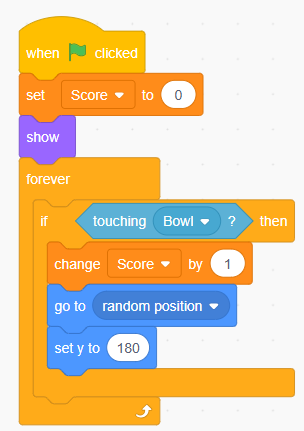 when clicked
set Score to 0
show
forever
if touching Bowl ? then
change Score by 1
go to random position
set y to 180